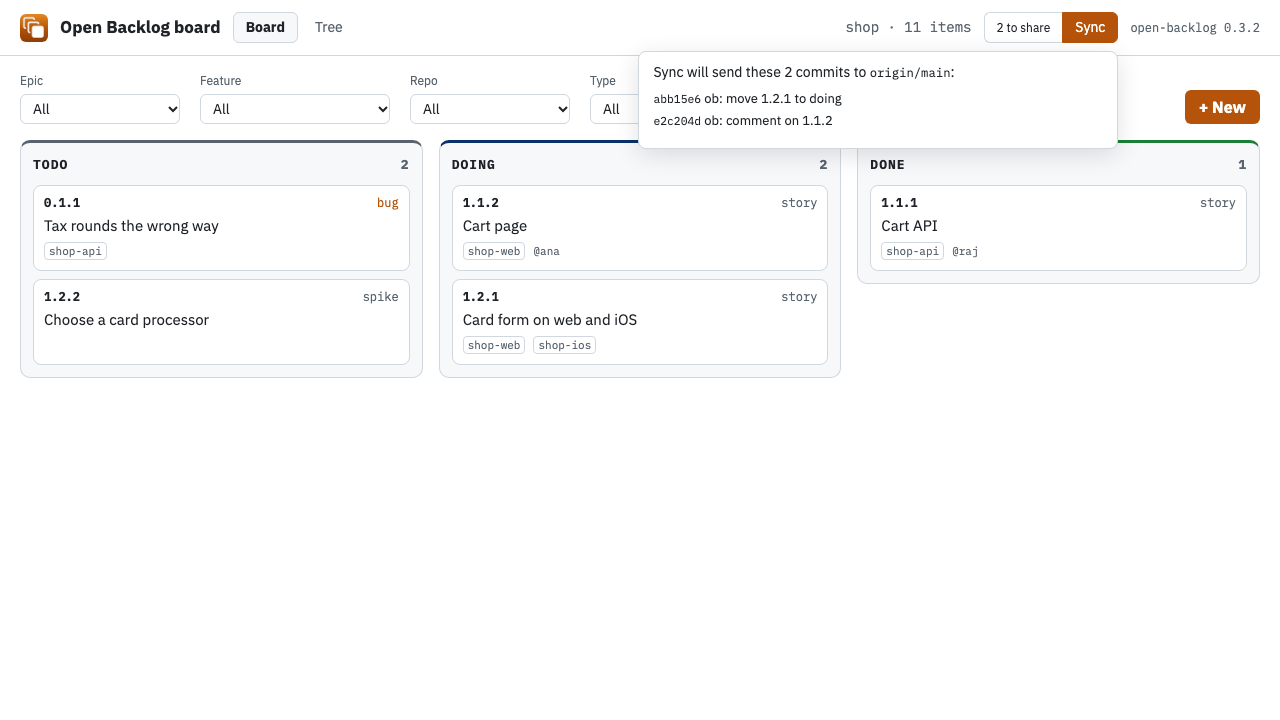 Open Backlog board
Board
Tree
shop · 11 items
2 to share
Sync
open-backlog 0.3.2
Sync will send these 2 commits to origin/main:
abb15e6 ob: move 1.2.1 to doing
e2c204d ob: comment on 1.1.2
Epic
Feature
Repo
Type
All
All
All
All
+ New
TODO 2
0.1.1 bug
Tax rounds the wrong way
shop-api
1.2.2 spike
Choose a card processor
DOING 2
1.1.2 story
Cart page
shop-web @ana
1.2.1 story
Card form on web and iOS
shop-web shop-ios
DONE 1
1.1.1 story
Cart API
shop-api @raj